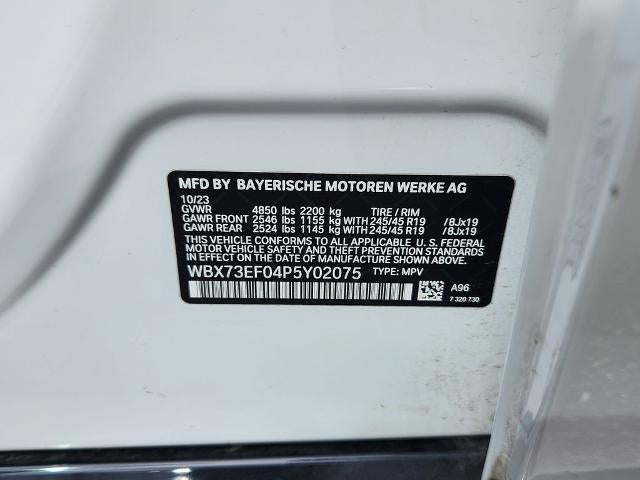 MFD BY BAYERISCHE MOTOREN WERKE AG
10/23
GVWR 4850 lbs 2200 kg TIRE / RIM
GAWR FRONT 2546 lbs 1155 kg WITH 245/45 R19 /8Jx19
GAWR REAR 2524 lbs 1145 kg WITH 245/45 R19 /8Jx19
THIS VEHICLE CONFORMS TO ALL APPLICABLE U.S. FEDERAL
MOTOR VEHICLE SAFETY AND THEFT PREVENTION STANDARDS
IN EFFECT ON THE DATE OF MANUFACTURE SHOWN ABOVE.
WBX73EF04P5Y02075 TYPE: MPV
A96
7 320 730